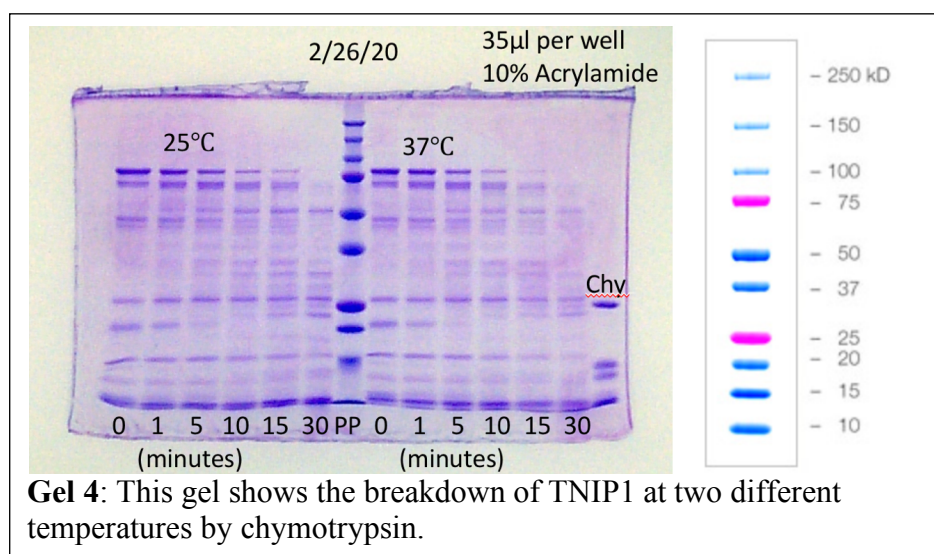 2/26/20
35µl per well
10% Acrylamide
25°C
37°C
Chy
0 1 5 10 15 30 PP 0 1 5 10 15 30
(minutes) (minutes)
– 250 kD
– 150
– 100
– 75
– 50
– 37
– 25
– 20
– 15
– 10
Gel 4: This gel shows the breakdown of TNIP1 at two different
temperatures by chymotrypsin.